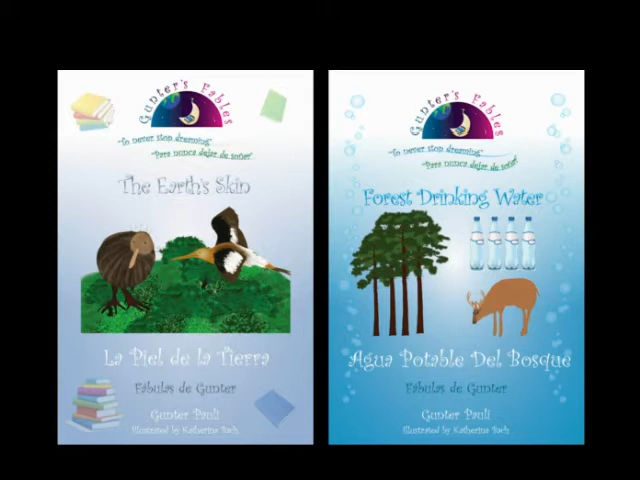 Gunter's Fables
"To never stop dreaming"
"Para nunca dejar de soñar"
The Earth's Skin
La Piel de la Tierra
Fábulas de Gunter
Gunter Pauli
Illustrated by Katherina Bach
Gunter's Fables
"To never stop dreaming"
"Para nunca dejar de soñar"
Forest Drinking Water
Agua Potable Del Bosque
Fábulas de Gunter
Gunter Pauli
Illustrated by Katherina Bach